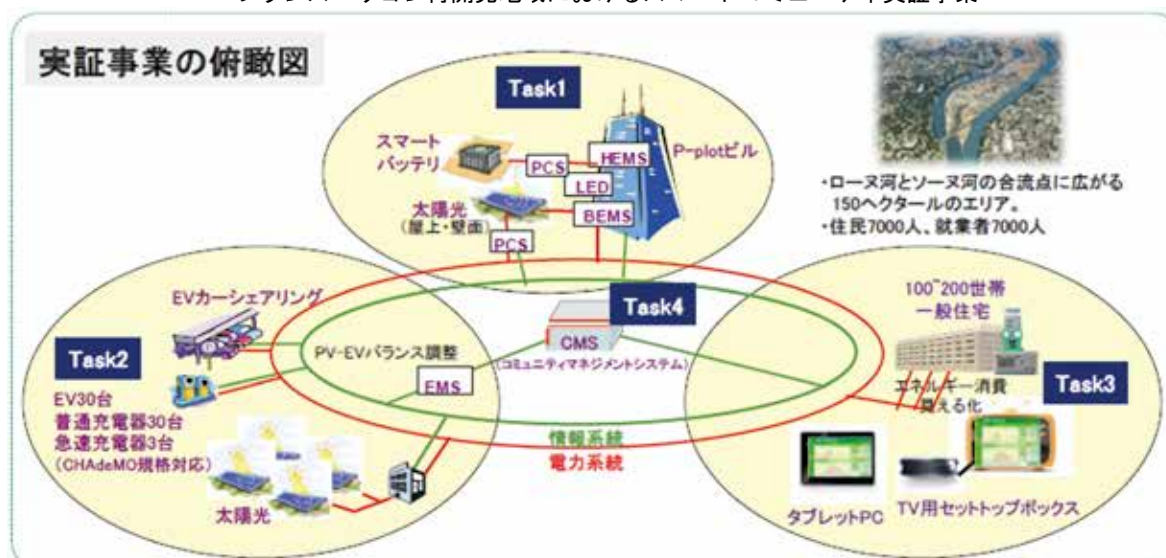 実証事業の俯瞰図
Task1
スマート
バッテリ
PCS
HEMS
LED
P-plotビル
太陽光
(屋上・壁面)
BEMS
PCS
・ローヌ河とソーヌ河の合流点に広がる
150ヘクタールのエリア。
・住民7000人、就業者7000人
EVカーシェアリング
Task2
PV-EVバランス調整
EMS
EV30台
普通充電器30台
急速充電器3台
(CHAdeMO規格対応)
太陽光
Task4
CMS
(コミュニティマネジメントシステム)
情報系統
電力系統
100~200世帯
一般住宅
エネルギー消費
見える化
Task3
タブレットPC
TV用セットトップボックス